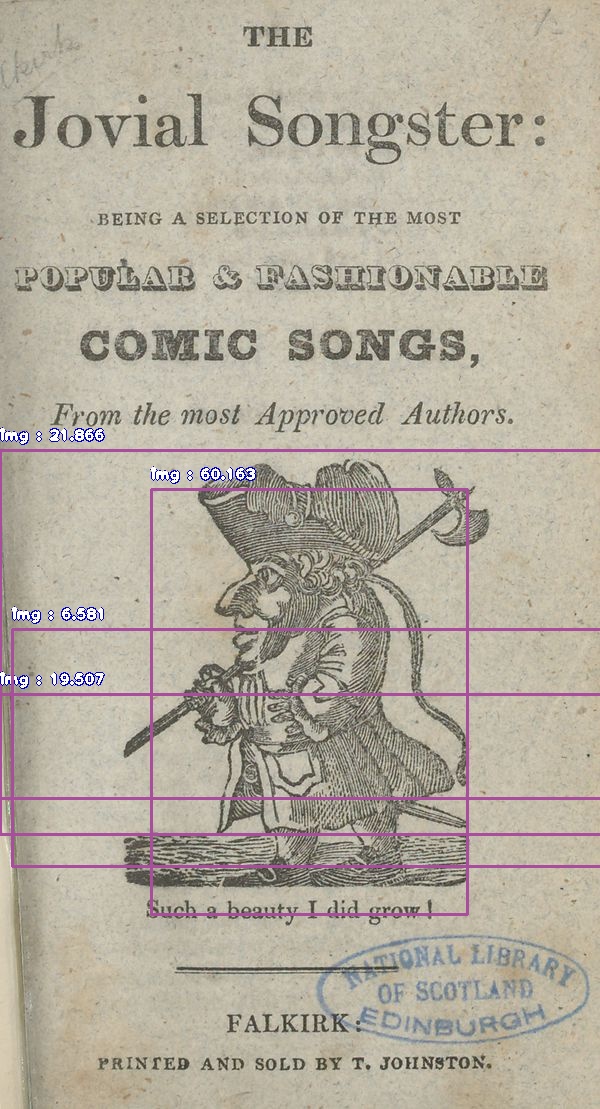 THE
Jovial Songster:
BEING A SELECTION OF THE MOST
POPULAR & FASHIONABLE
COMIC SONGS,
From the most Approved Authors.
img : 21.866
img : 60.163
img : 6.581
img : 19.507
Such a beauty I did grow!
NATIONAL LIBRARY
OF SCOTLAND
EDINBURGH
FALKIRK:
PRINTED AND SOLD BY T. JOHNSTON.